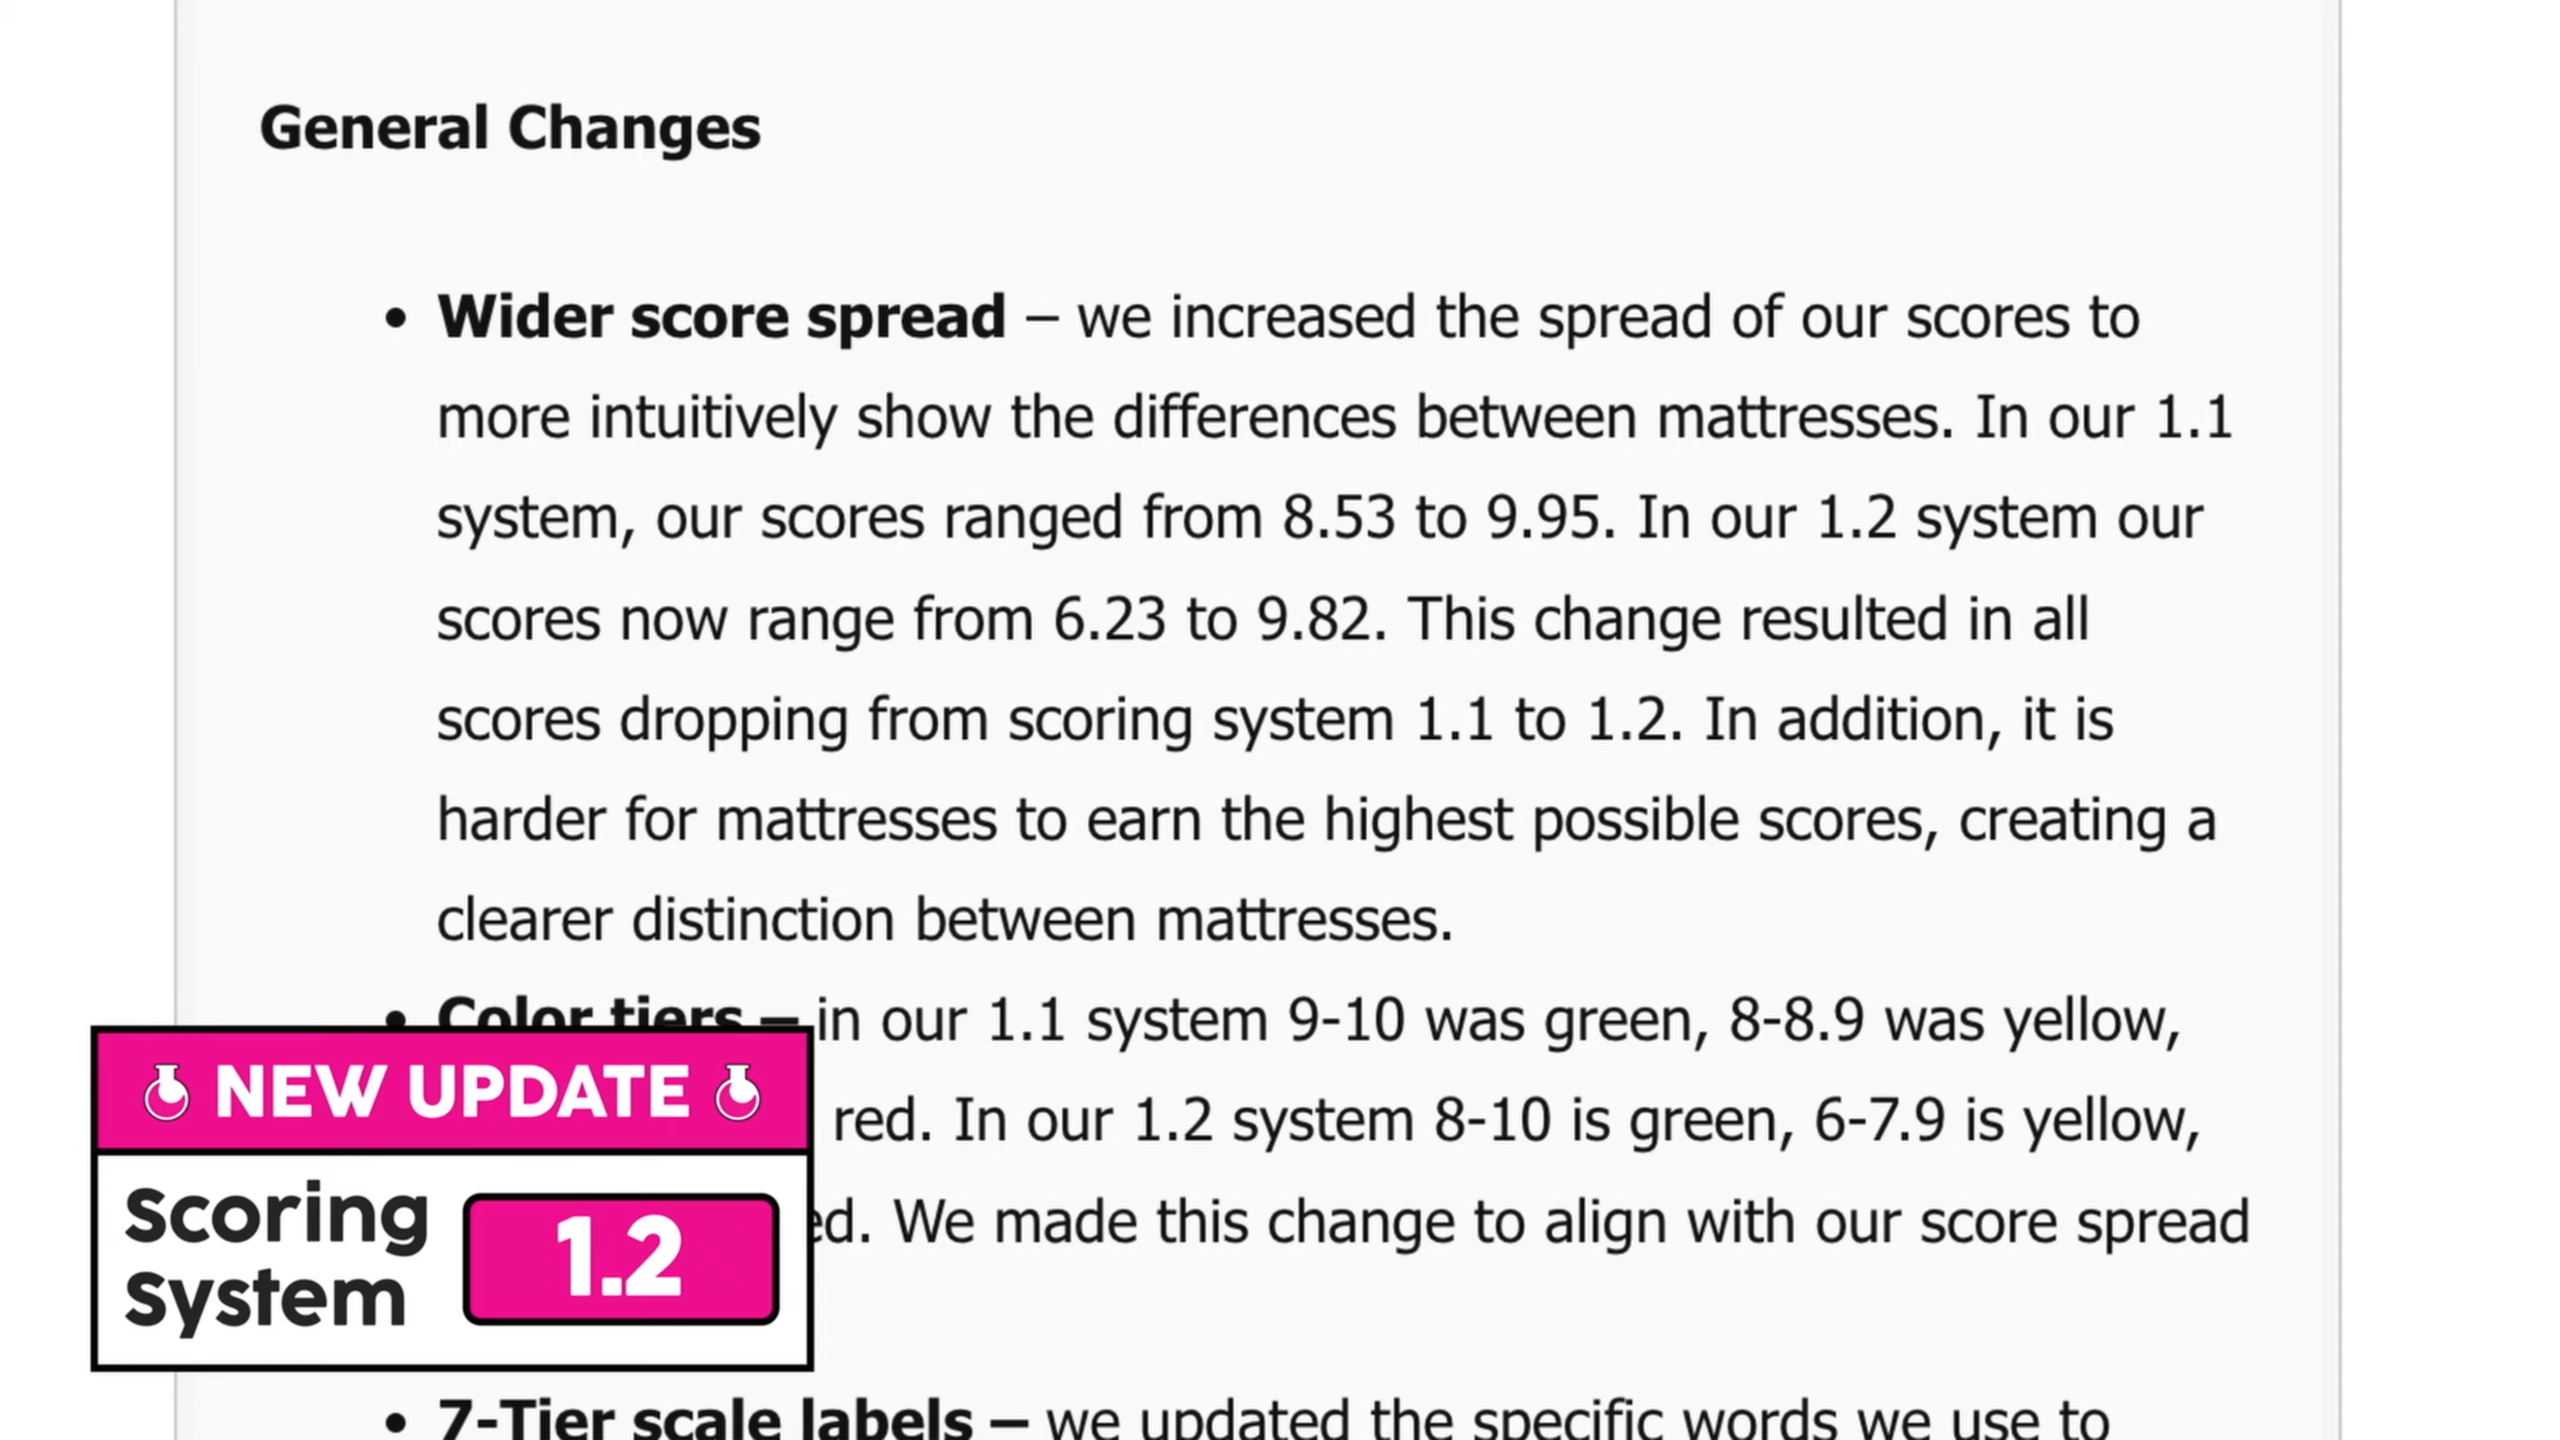 General Changes
• Wider score spread – we increased the spread of our scores to
more intuitively show the differences between mattresses. In our 1.1
system, our scores ranged from 8.53 to 9.95. In our 1.2 system our
scores now range from 6.23 to 9.82. This change resulted in all
scores dropping from scoring system 1.1 to 1.2. In addition, it is
harder for mattresses to earn the highest possible scores, creating a
clearer distinction between mattresses.
• Color tiers – in our 1.1 system 9-10 was green, 8-8.9 was yellow,
red. In our 1.2 system 8-10 is green, 6-7.9 is yellow,
We made this change to align with our score spread
• 7-Tier scale labels – we updated the specific words we use to
NEW UPDATE
Scoring
System
1.2